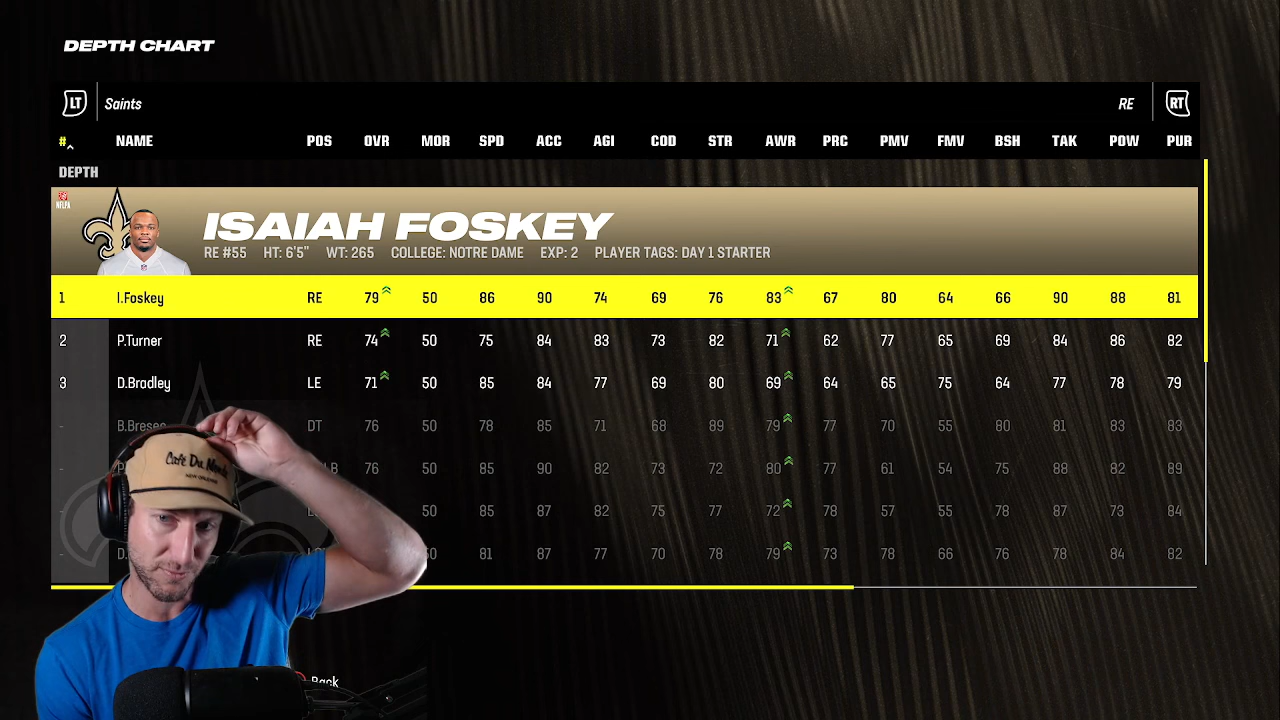 DEPTH CHART
LT Saints RE RT
# NAME POS OVR MOR SPD ACC AGI COD STR AWR PRC PMV FMV BSH TAK POW PUR
DEPTH
NFLPA
ISAIAH FOSKEY
RE #55 HT: 6'5" WT: 265 COLLEGE: NOTRE DAME EXP: 2 PLAYER TAGS: DAY 1 STARTER
1 I.Foskey RE 79 50 86 90 74 69 76 83 67 80 64 66 90 88 81
2 P.Turner RE 74 50 75 84 83 73 82 71 62 77 65 69 84 86 82
3 D.Bradley LE 71 50 85 84 77 69 80 69 64 65 75 64 77 78 79
- B.Bresee DT 76 50 78 85 71 68 89 79 77 70 55 80 81 83 83
- 76 50 85 90 82 73 72 80 77 61 54 75 88 82 89
- 50 85 87 82 75 77 72 78 57 55 78 87 73 84
- 81 87 77 70 78 79 73 78 66 76 78 84 82
Café Du Monde
NEW ORLEANS
Back